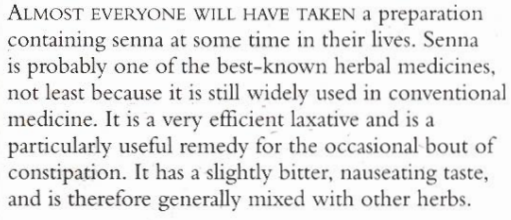 ALMOST EVERYONE WILL HAVE TAKEN a preparation
containing senna at some time in their lives. Senna
is probably one of the best-known herbal medicines,
not least because it is still widely used in conventional
medicine. It is a very efficient laxative and is a
particularly useful remedy for the occasional bout of
constipation. It has a slightly bitter, nauseating taste,
and is therefore generally mixed with other herbs.